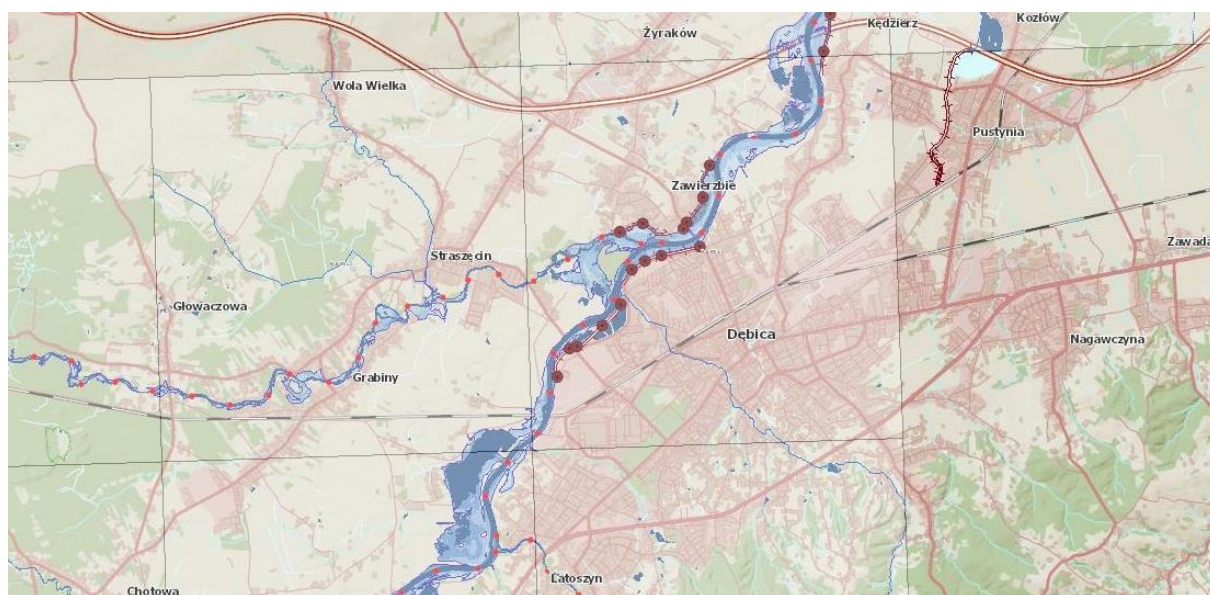 Kozłów
Kędzierz
Żyraków
Wola Wielka
Pustynia
Zawierzbie
Zawada
Straszęcin
Głowaczowa
Dębica
Nagawczyna
Grabiny
Latoszyn
Chotowa